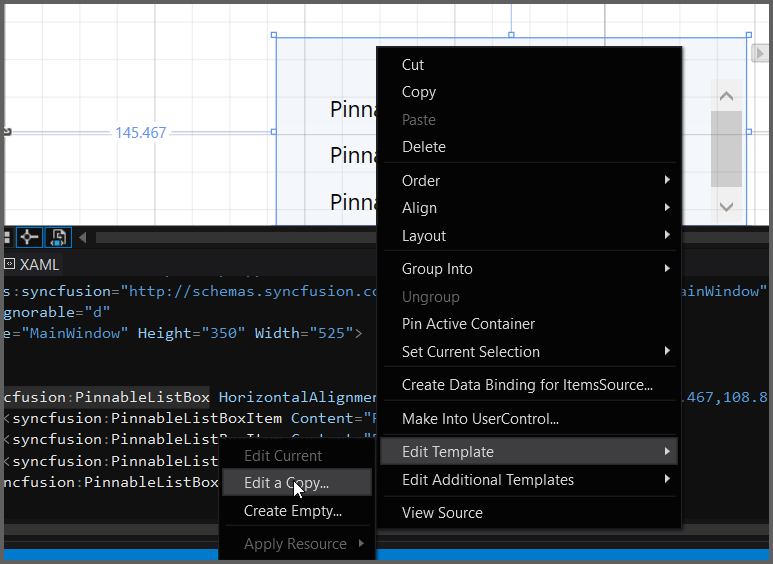 Cut
Pinna
Copy
Paste
145.467
Delete
Pinna
Order
Pinna
Align
Layout
XAML
Group Into
s:syncfusion="http://schemas.syncfusion.co
ainWindow"
Ungroup
gnorable="d"
Pin Active Container
e="MainWindow" Height="350" Width="525">
Set Current Selection
Create Data Binding for ItemsSource...
cfusion:PinnableListBox HorizontalAlignmen
.467,108.8
<syncfusion:PinnableListBoxItem Content="P
Make Into UserControl...
<syncfusion:PinnableListBoxItem
Edit Template
Edit Current
<syncfusion:PinnableList
Edit a Copy...
ncfusion:PinnableListBox
Edit Additional Templates
Create Empty...
View Source
Apply Resource